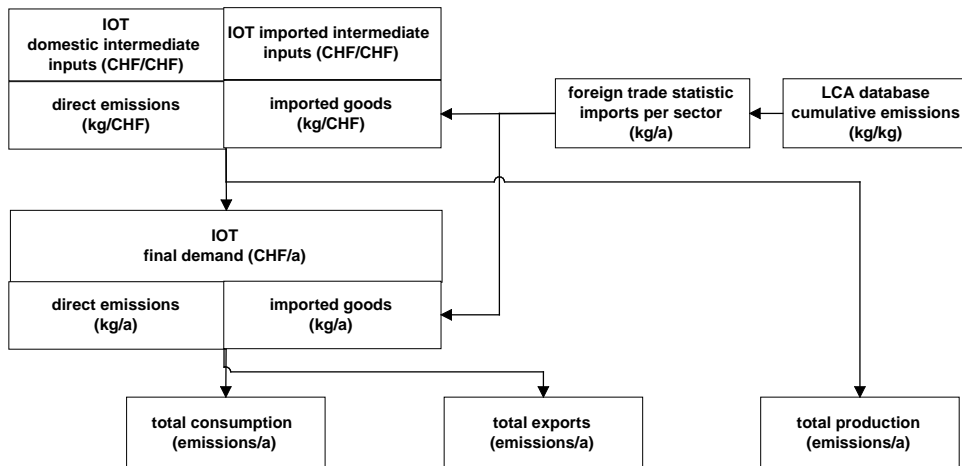 IOT
domestic intermediate
inputs (CHF/CHF)
IOT imported intermediate
inputs (CHF/CHF)
direct emissions
(kg/CHF)
imported goods
(kg/CHF)
foreign trade statistic
imports per sector
(kg/a)
LCA database
cumulative emissions
(kg/kg)
IOT
final demand (CHF/a)
direct emissions
(kg/a)
imported goods
(kg/a)
total consumption
(emissions/a)
total exports
(emissions/a)
total production
(emissions/a)